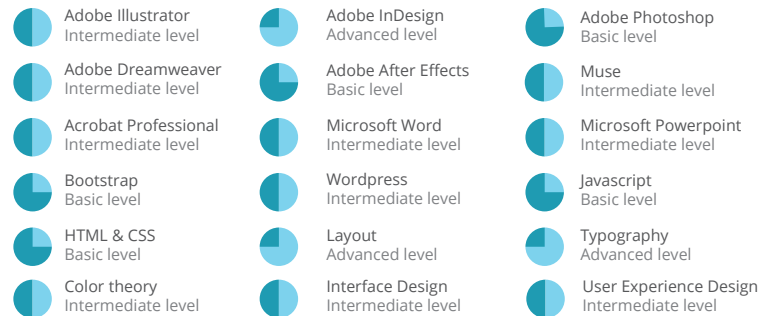 Adobe Illustrator
Intermediate level
Adobe InDesign
Advanced level
Adobe Photoshop
Basic level
Adobe Dreamweaver
Intermediate level
Adobe After Effects
Basic level
Muse
Intermediate level
Acrobat Professional
Intermediate level
Microsoft Word
Intermediate level
Microsoft Powerpoint
Intermediate level
Bootstrap
Basic level
Wordpress
Intermediate level
Javascript
Basic level
HTML & CSS
Basic level
Layout
Advanced level
Typography
Advanced level
Color theory
Intermediate level
Interface Design
Intermediate level
User Experience Design
Intermediate level